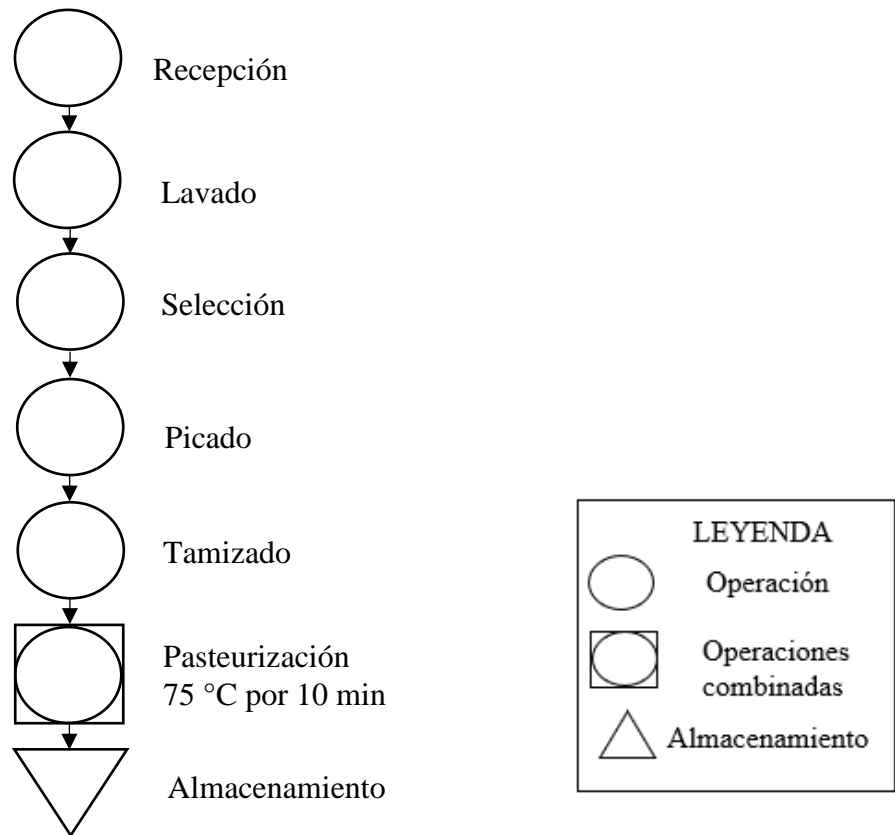 Recepción
Lavado
Selección
Picado
Tamizado
Pasteurización
75 °C por 10 min
Almacenamiento
LEYENDA
Operación
Operaciones
combinadas
Almacenamiento